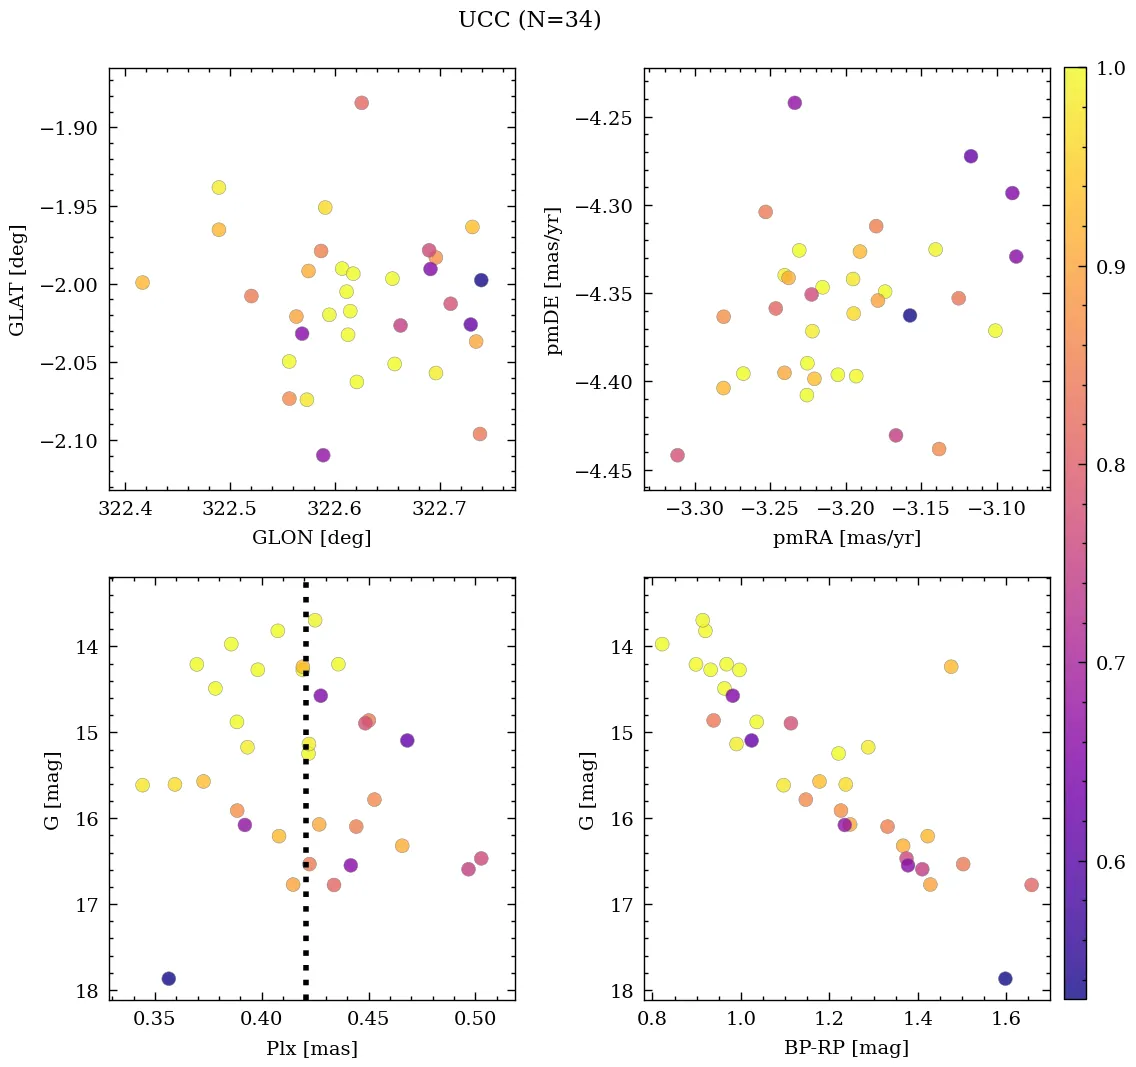 UCC (N=34)
−1.90
−1.95
−2.00
−2.05
−2.10
GLAT [deg]
322.4 322.5 322.6 322.7
GLON [deg]
−4.25
−4.30
−4.35
−4.40
−4.45
pmDE [mas/yr]
−3.30 −3.25 −3.20 −3.15 −3.10
pmRA [mas/yr]
14
15
16
17
18
G [mag]
0.35 0.40 0.45 0.50
Plx [mas]
14
15
16
17
18
G [mag]
0.8 1.0 1.2 1.4 1.6
BP-RP [mag]
1.0
0.9
0.8
0.7
0.6